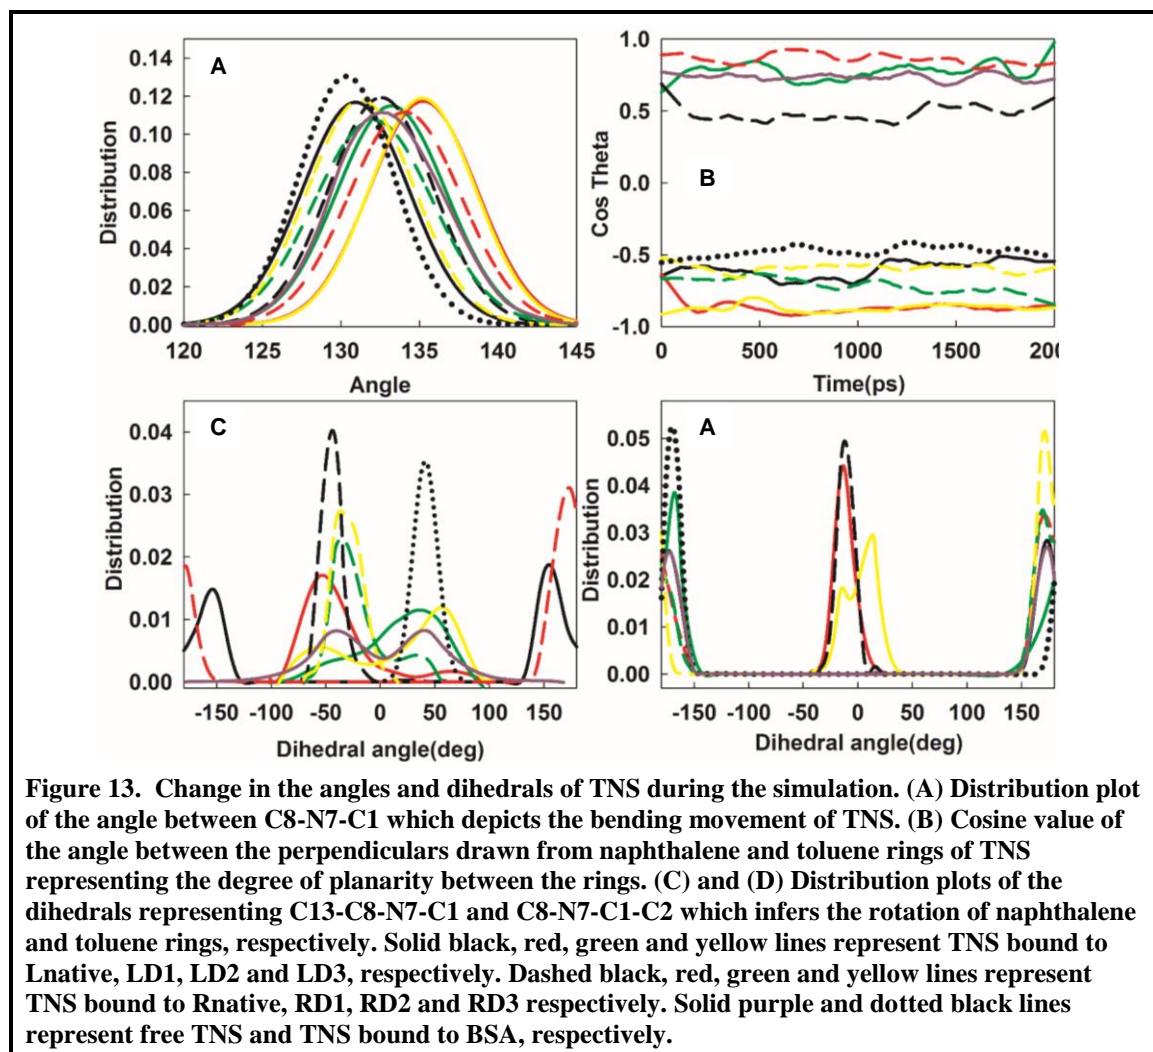 A
0.14
0.12
0.10
0.08
0.06
0.04
0.02
0.00
Distribution
120 125 130 135 140 145
Angle
B
1.0
0.5
0.0
-0.5
-1.0
Cos Theta
0 500 1000 1500 200
Time(ps)
C
0.04
0.03
0.02
0.01
0.00
Distribution
-150 -100 -50 0 50 100 150
Dihedral angle(deg)
A
0.05
0.04
0.03
0.02
0.01
0.00
Distribution
-150 -100 -50 0 50 100 150
Dihedral angle(deg)
Figure 13. Change in the angles and dihedrals of TNS during the simulation. (A) Distribution plot
of the angle between C8-N7-C1 which depicts the bending movement of TNS. (B) Cosine value of
the angle between the perpendiculars drawn from naphthalene and toluene rings of TNS
representing the degree of planarity between the rings. (C) and (D) Distribution plots of the
dihedrals representing C13-C8-N7-C1 and C8-N7-C1-C2 which infers the rotation of naphthalene
and toluene rings, respectively. Solid black, red, green and yellow lines represent TNS bound to
Lnative, LD1, LD2 and LD3, respectively. Dashed black, red, green and yellow lines represent
TNS bound to Rnative, RD1, RD2 and RD3 respectively. Solid purple and dotted black lines
represent free TNS and TNS bound to BSA, respectively.